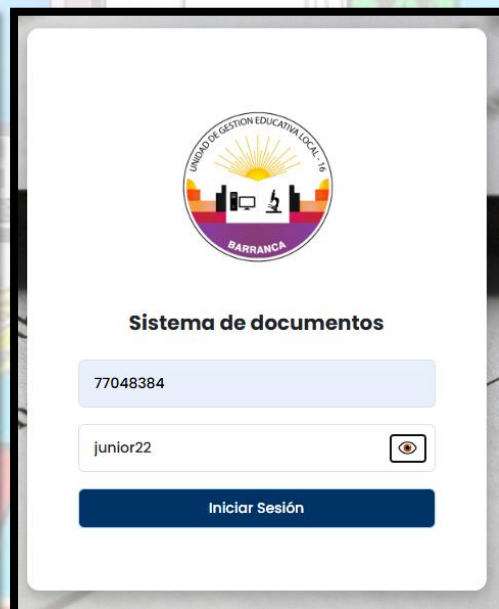 UNIDAD DE GESTION EDUCATIVA LOCAL - 16
BARRANCA
Sistema de documentos
77048384
junior22
Iniciar Sesión